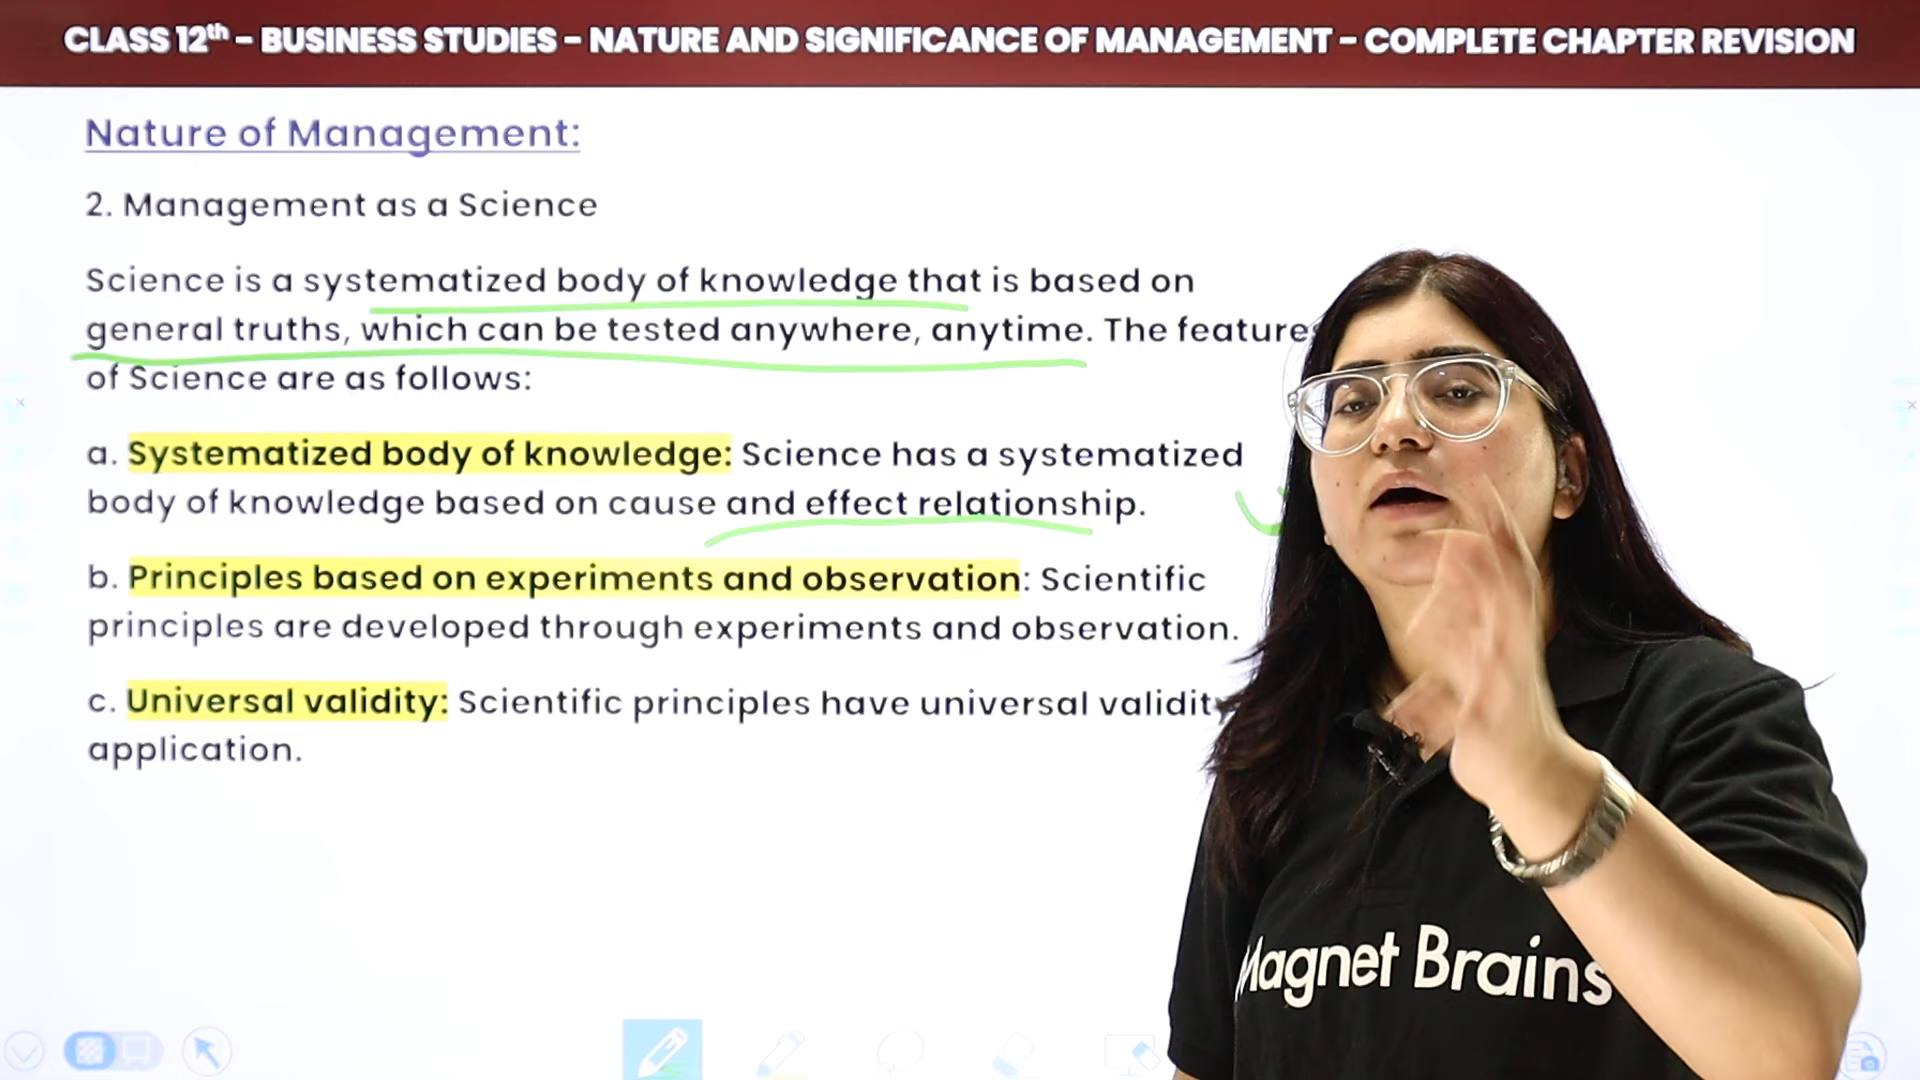 CLASS 12th – BUSINESS STUDIES – NATURE AND SIGNIFICANCE OF MANAGEMENT – COMPLETE CHAPTER REVISION
Nature of Management:
2. Management as a Science
Science is a systematized body of knowledge that is based on
general truths, which can be tested anywhere, anytime. The feature
of Science are as follows:
a. Systematized body of knowledge: Science has a systematized
body of knowledge based on cause and effect relationship.
b. Principles based on experiments and observation: Scientific
principles are developed through experiments and observation.
c. Universal validity: Scientific principles have universal validity
application.
Magnet Brains